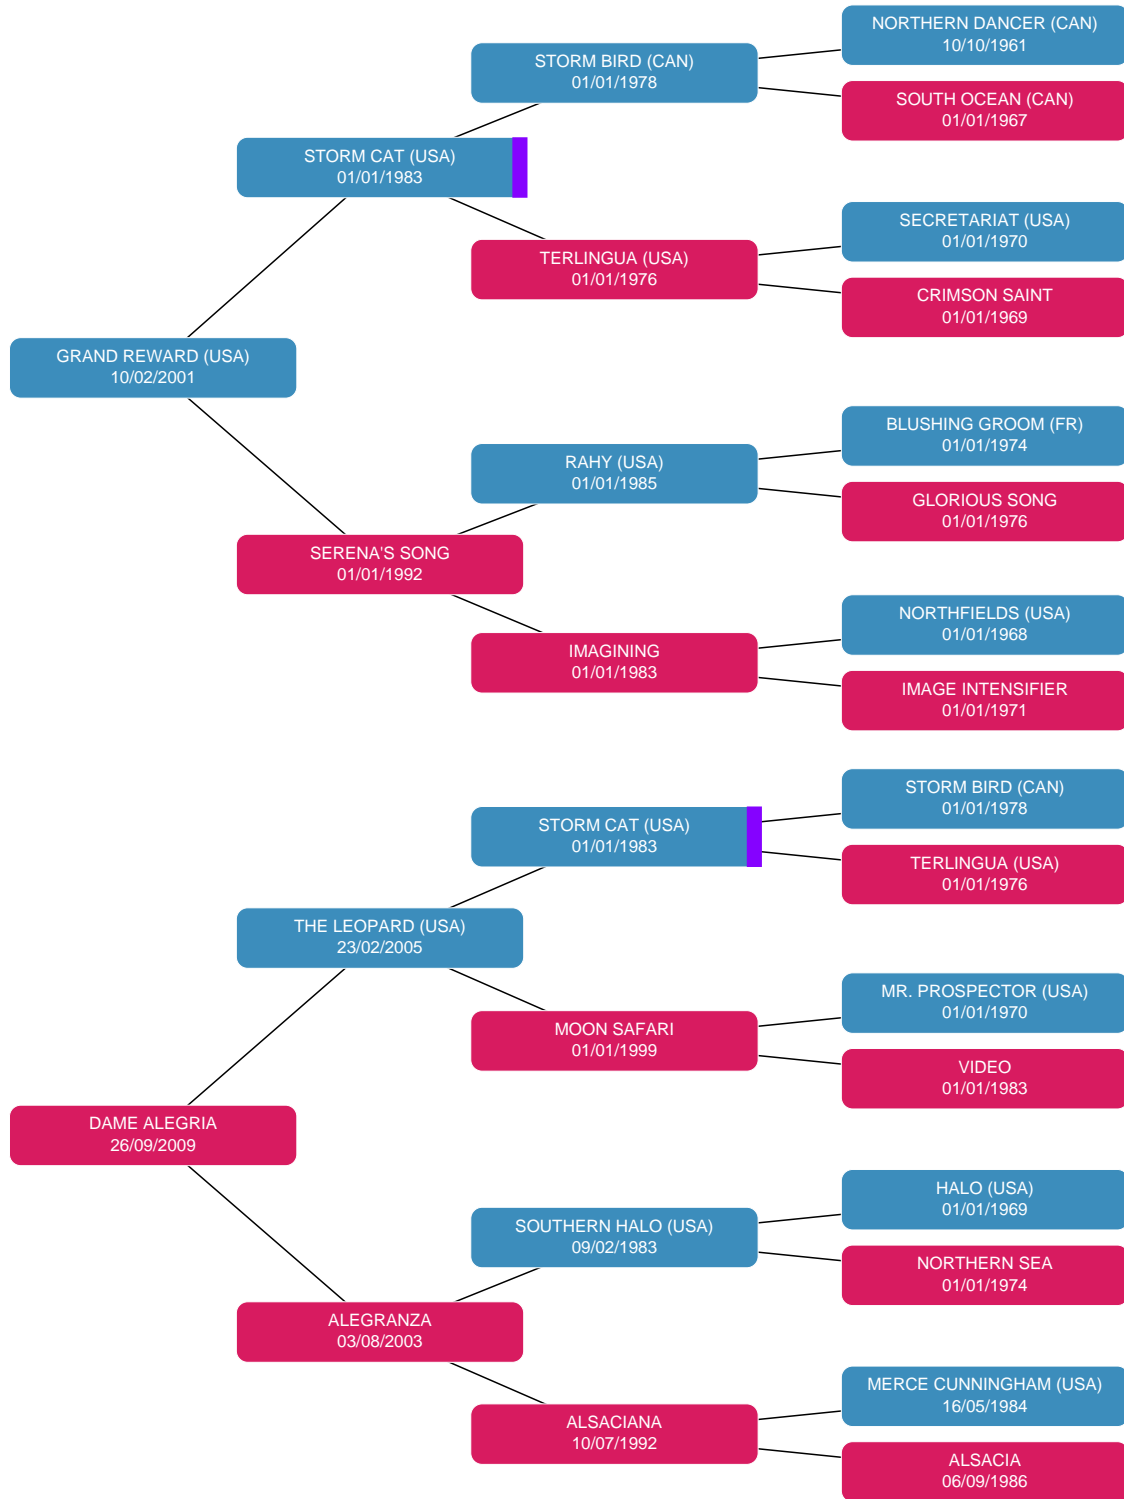 NORTHERN DANCER (CAN)
10/10/1961
STORM BIRD (CAN)
01/01/1978
SOUTH OCEAN (CAN)
01/01/1967
STORM CAT (USA)
01/01/1983
SECRETARIAT (USA)
01/01/1970
TERLINGUA (USA)
01/01/1976
CRIMSON SAINT
01/01/1969
GRAND REWARD (USA)
10/02/2001
BLUSHING GROOM (FR)
01/01/1974
RAHY (USA)
01/01/1985
GLORIOUS SONG
01/01/1976
SERENA'S SONG
01/01/1992
NORTHFIELDS (USA)
01/01/1968
IMAGINING
01/01/1983
IMAGE INTENSIFIER
01/01/1971
STORM BIRD (CAN)
01/01/1978
STORM CAT (USA)
01/01/1983
TERLINGUA (USA)
01/01/1976
THE LEOPARD (USA)
23/02/2005
MR. PROSPECTOR (USA)
01/01/1970
MOON SAFARI
01/01/1999
VIDEO
01/01/1983
DAME ALEGRIA
26/09/2009
HALO (USA)
01/01/1969
SOUTHERN HALO (USA)
09/02/1983
NORTHERN SEA
01/01/1974
ALEGRANZA
03/08/2003
MERCE CUNNINGHAM (USA)
16/05/1984
ALSACIANA
10/07/1992
ALSACIA
06/09/1986